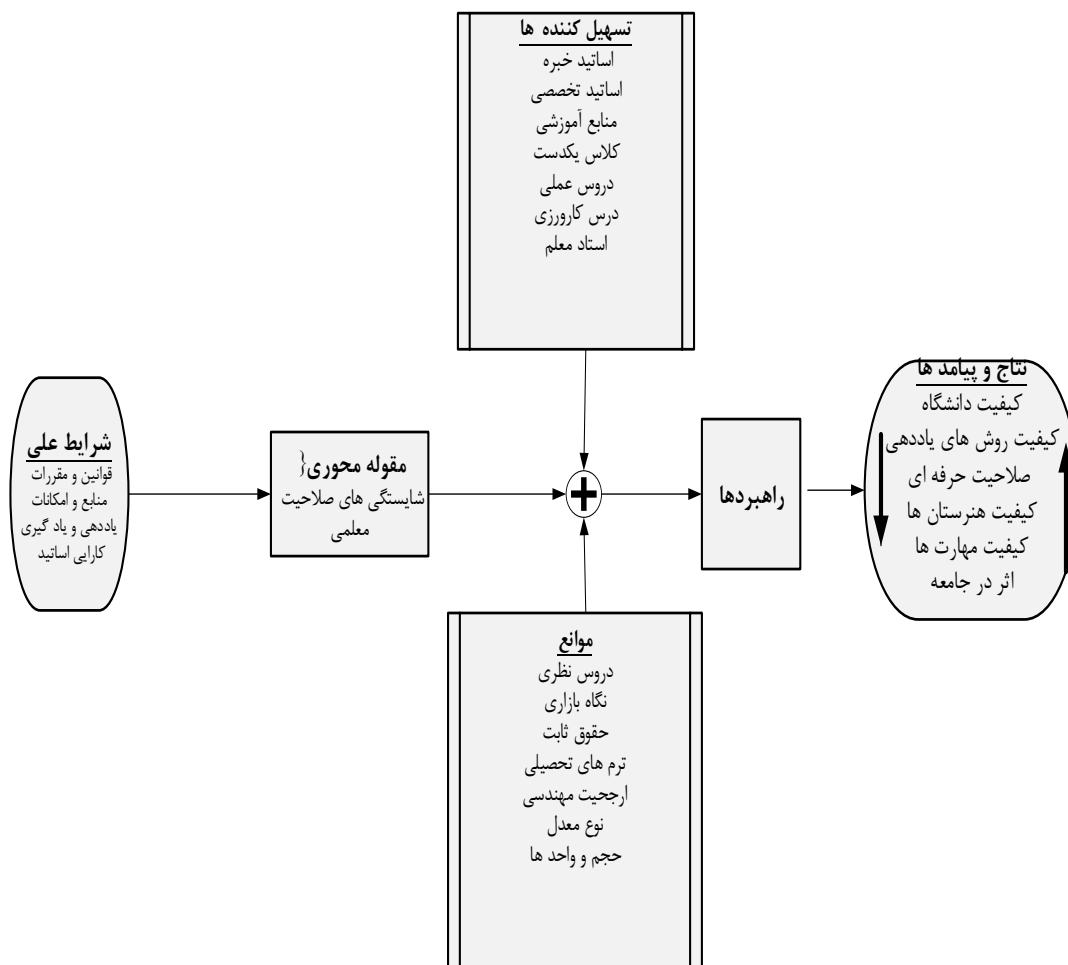 تسهیل کننده ها
اساتید خبره
اساتید تخصصی
منابع آموزشی
کلاس یکدست
دروس عملی
درس کارورزی
استاد معلم
شرایط علی
قوانین و مقررات
منابع و امکانات
یاددهی و یاد گیری
کارایی اساتید
مقوله محوری{
شایستگی های صلاحیت
معلمی
راهبردها
نتاج و پیامد ها
کیفیت دانشگاه
کیفیت روش های یاددهی
صلاحیت حرفه ای
کیفیت هنرستان ها
کیفیت مهارت ها
اثر در جامعه
موانع
دروس نظری
نگاه بازاری
حقوق ثابت
ترم های تحصیلی
ارجحیت مهندسی
نوع معدل
حجم و واحد ها